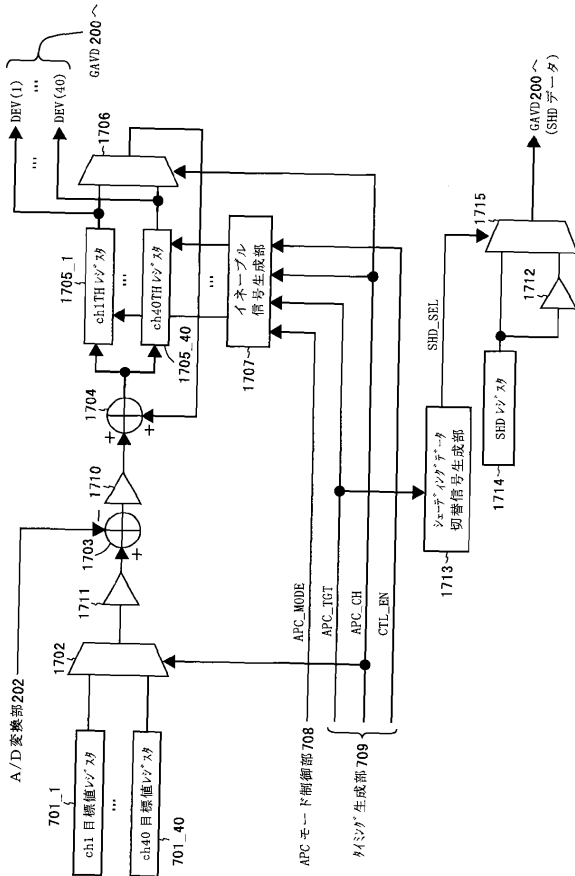 A/D変換部202
701_1
ch1目標値レジスタ
...
ch40目標値レジスタ
701_40
1702
1711
1703
－
＋
1710
1704
＋
＋
1705_1
ch1THレジスタ
...
ch40THレジスタ
1705_40
1706
DEV(1)
...
DEV(40)
...
GAVD200へ
...
イネーブル
信号生成部
1707
APCモード制御部708
APC_MODE
タイミング生成部709
APC_TGT
APC_CH
CTL_EN
シェーディングデータ
切替信号生成部
1713
SHD_SEL
SHDレジスタ
1714
1712
1715
GAVD200へ
(SHDデータ)